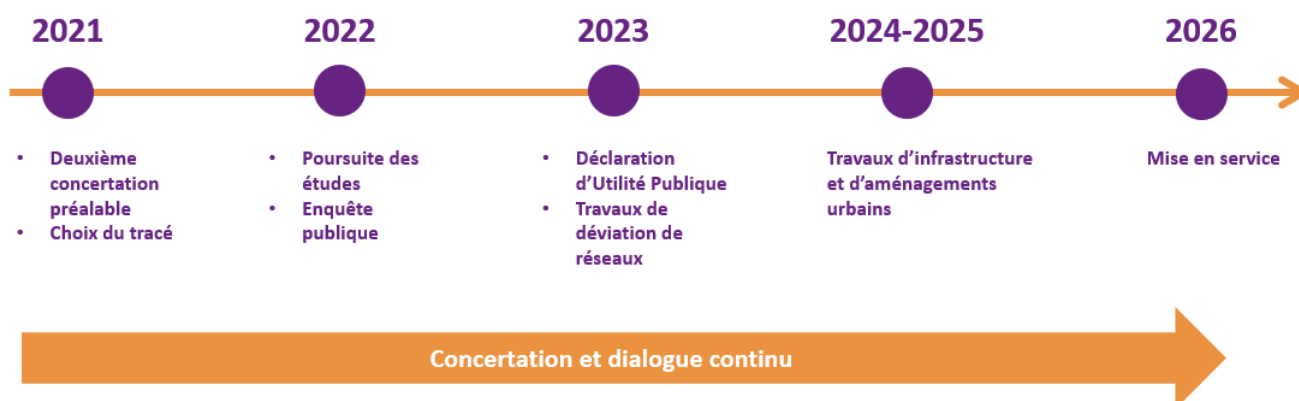 2021
• Deuxième
concertation
préalable
• Choix du tracé
2022
• Poursuite des
études
• Enquête
publique
2023
• Déclaration
d’Utilité Publique
• Travaux de
déviation de
réseaux
2024-2025
Travaux d’infrastructure
et d’aménagements
urbains
2026
Mise en service
Concertation et dialogue continu